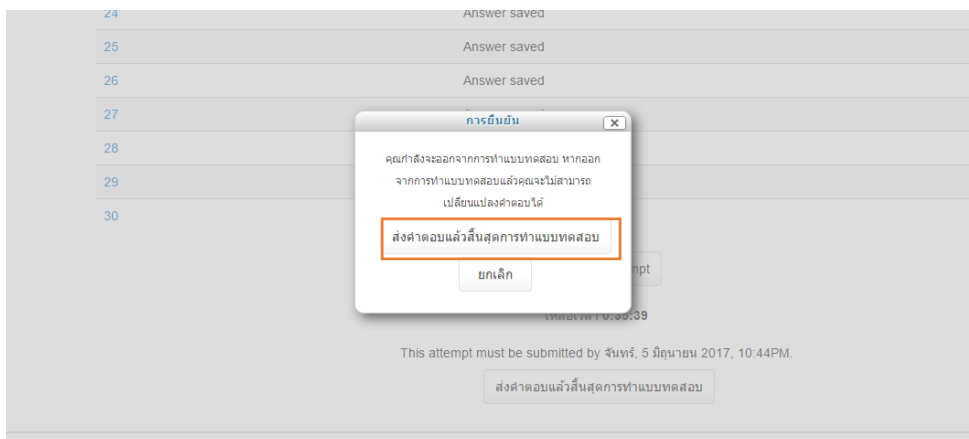 24 Answer saved
25 Answer saved
26 Answer saved
27
การยืนยัน
28
คุณกำลังจะออกจากการทำแบบทดสอบ หากออก
29
จากการทำแบบทดสอบแล้วคุณจะไม่สามารถ
เปลี่ยนแปลงคำตอบได้
30
ส่งคำตอบแล้วสิ้นสุดการทำแบบทดสอบ
ยกเลิก
0:35:39
This attempt must be submitted by จันทร์, 5 มิถุนายน 2017, 10:44PM.
ส่งคำตอบแล้วสิ้นสุดการทำแบบทดสอบ